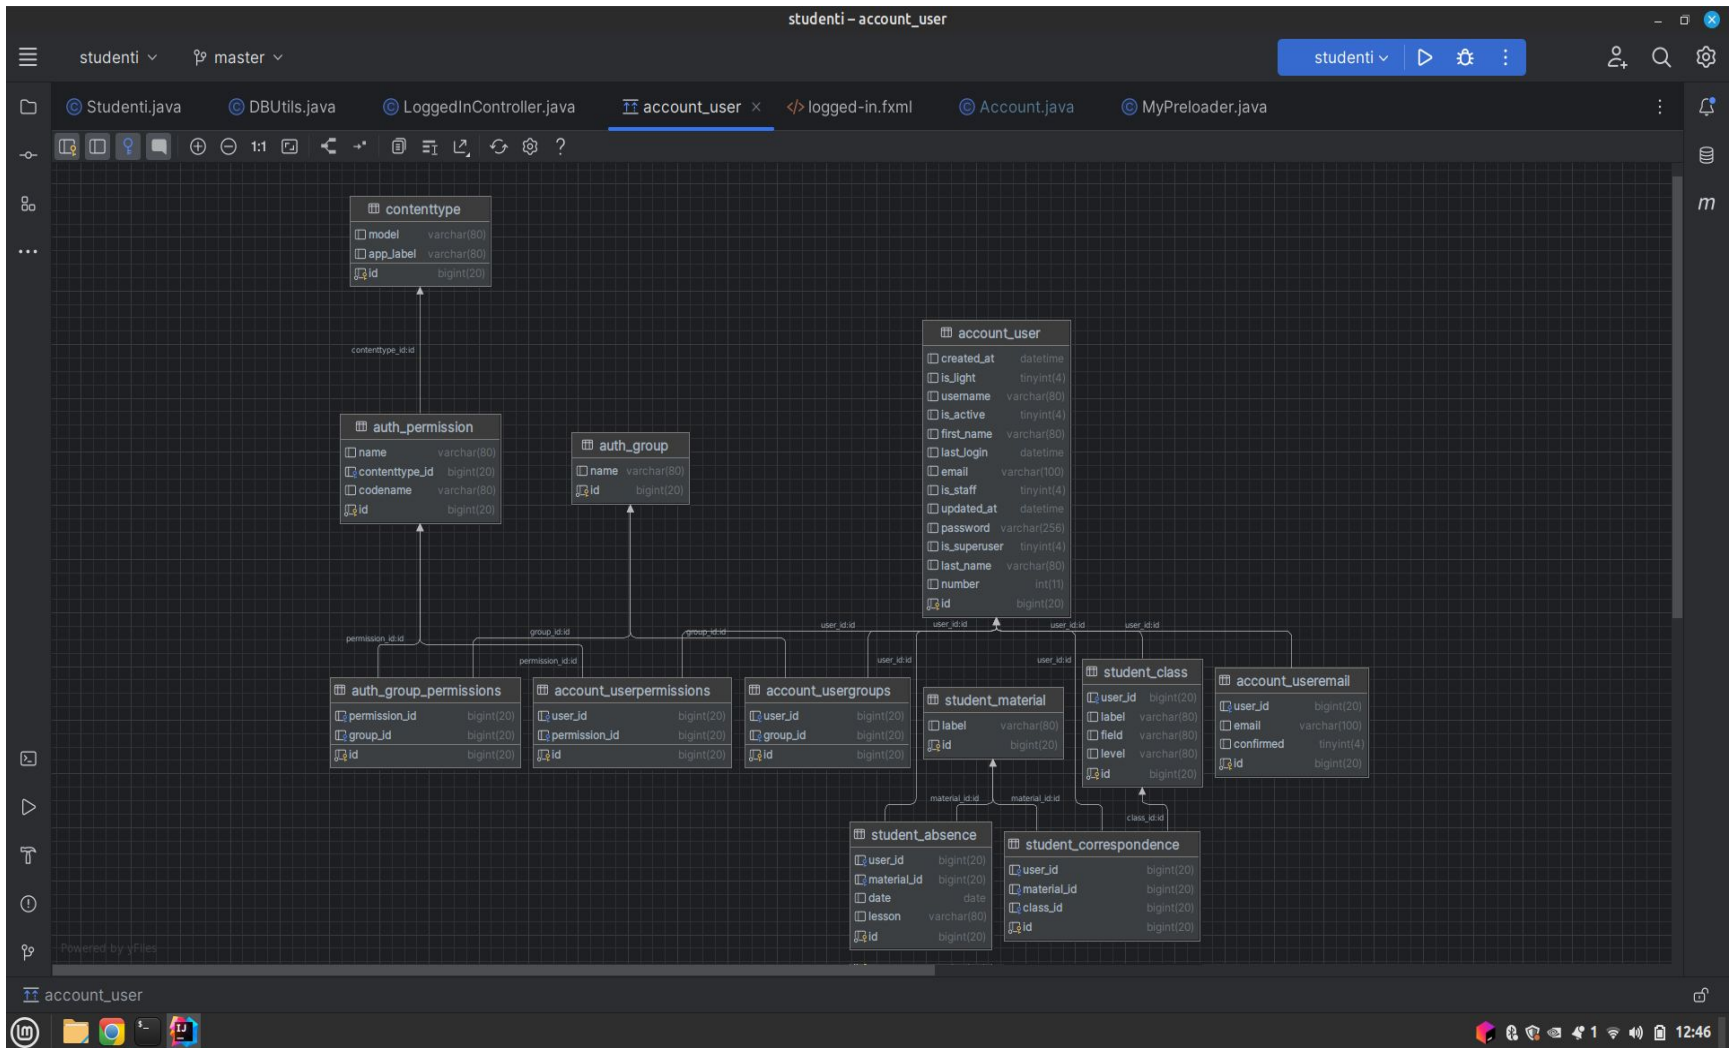 studenti – account_user
studenti
master
studenti
Studenti.java
DBUtils.java
LoggedInController.java
account_user
logged-in.fxml
Account.java
MyPreloader.java
1:1
?
m
contenttype
model varchar(80)
app_label varchar(80)
id bigint(20)
contenttype_id:id
auth_permission
name varchar(80)
contenttype_id bigint(20)
codename varchar(80)
id bigint(20)
auth_group
name varchar(80)
id bigint(20)
account_user
created_at datetime
is_light tinyint(4)
username varchar(80)
is_active tinyint(4)
first_name varchar(80)
last_login datetime
email varchar(100)
is_staff tinyint(4)
updated_at datetime
password varchar(256)
is_superuser tinyint(4)
last_name varchar(80)
number int(11)
id bigint(20)
permission_id:id
group_id:id
permission_id:id
group_id:id
user_id:id
user_id:id
user_id:id
user_id:id
user_id:id
user_id:id
auth_group_permissions
permission_id bigint(20)
group_id bigint(20)
id bigint(20)
account_userpermissions
user_id bigint(20)
permission_id bigint(20)
id bigint(20)
account_usergroups
user_id bigint(20)
group_id bigint(20)
id bigint(20)
student_material
label varchar(80)
id bigint(20)
student_class
user_id bigint(20)
label varchar(80)
field varchar(80)
level varchar(80)
id bigint(20)
account_useremail
user_id bigint(20)
email varchar(100)
confirmed tinyint(4)
id bigint(20)
material_id:id
material_id:id
class_id:id
student_absence
user_id bigint(20)
material_id bigint(20)
date date
lesson varchar(80)
id bigint(20)
student_correspondence
user_id bigint(20)
material_id bigint(20)
class_id bigint(20)
id bigint(20)
Powered by yFiles
account_user
1
12:46